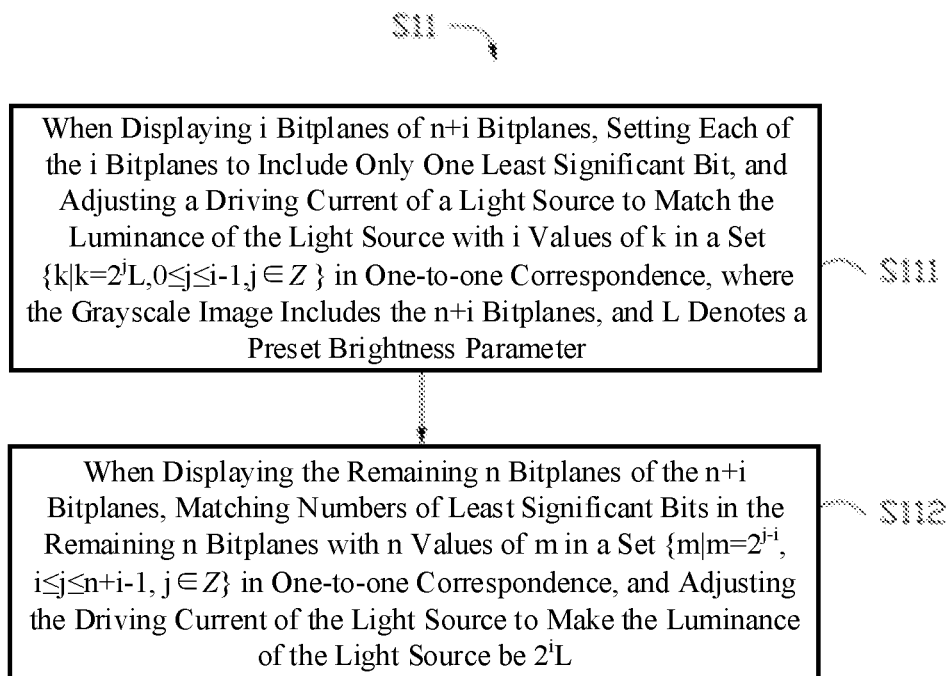 S11
When Displaying i Bitplanes of n+i Bitplanes, Setting Each of
the i Bitplanes to Include Only One Least Significant Bit, and
Adjusting a Driving Current of a Light Source to Match the
Luminance of the Light Source with i Values of k in a Set
{k|k=2^jL,0≤j≤i-1,j∈Z } in One-to-one Correspondence, where
the Grayscale Image Includes the n+i Bitplanes, and L Denotes a
Preset Brightness Parameter
S111
When Displaying the Remaining n Bitplanes of the n+i
Bitplanes, Matching Numbers of Least Significant Bits in the
Remaining n Bitplanes with n Values of m in a Set {m|m=2^{j-i},
i≤j≤n+i-1, j∈Z} in One-to-one Correspondence, and Adjusting
the Driving Current of the Light Source to Make the Luminance
of the Light Source be 2^iL
S112